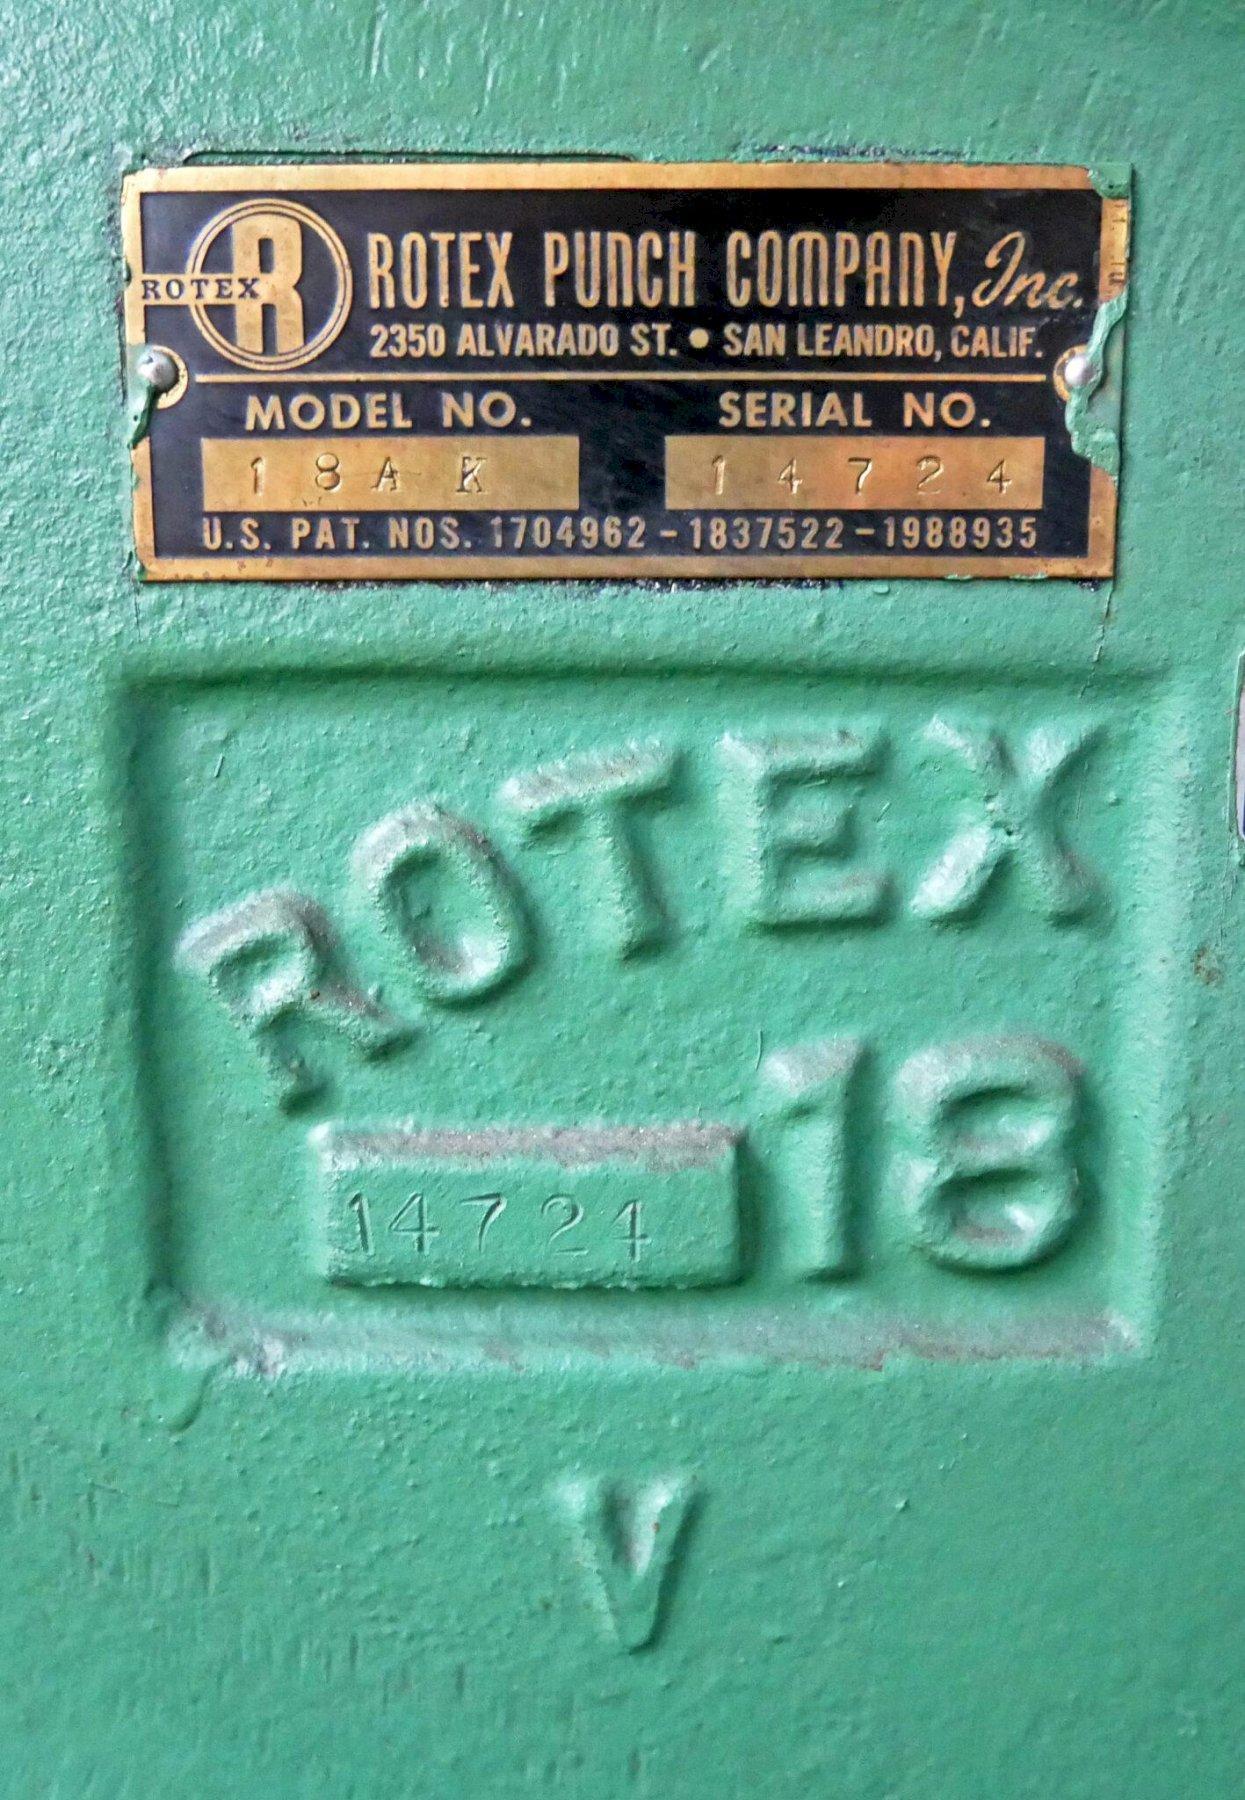 ROTEX R
ROTEX PUNCH COMPANY, Inc.
2350 ALVARADO ST. • SAN LEANDRO, CALIF.
MODEL NO. SERIAL NO.
18AK 14724
U.S. PAT. NOS. 1704962-1837522-1988935
ROTEX
14724 18
V